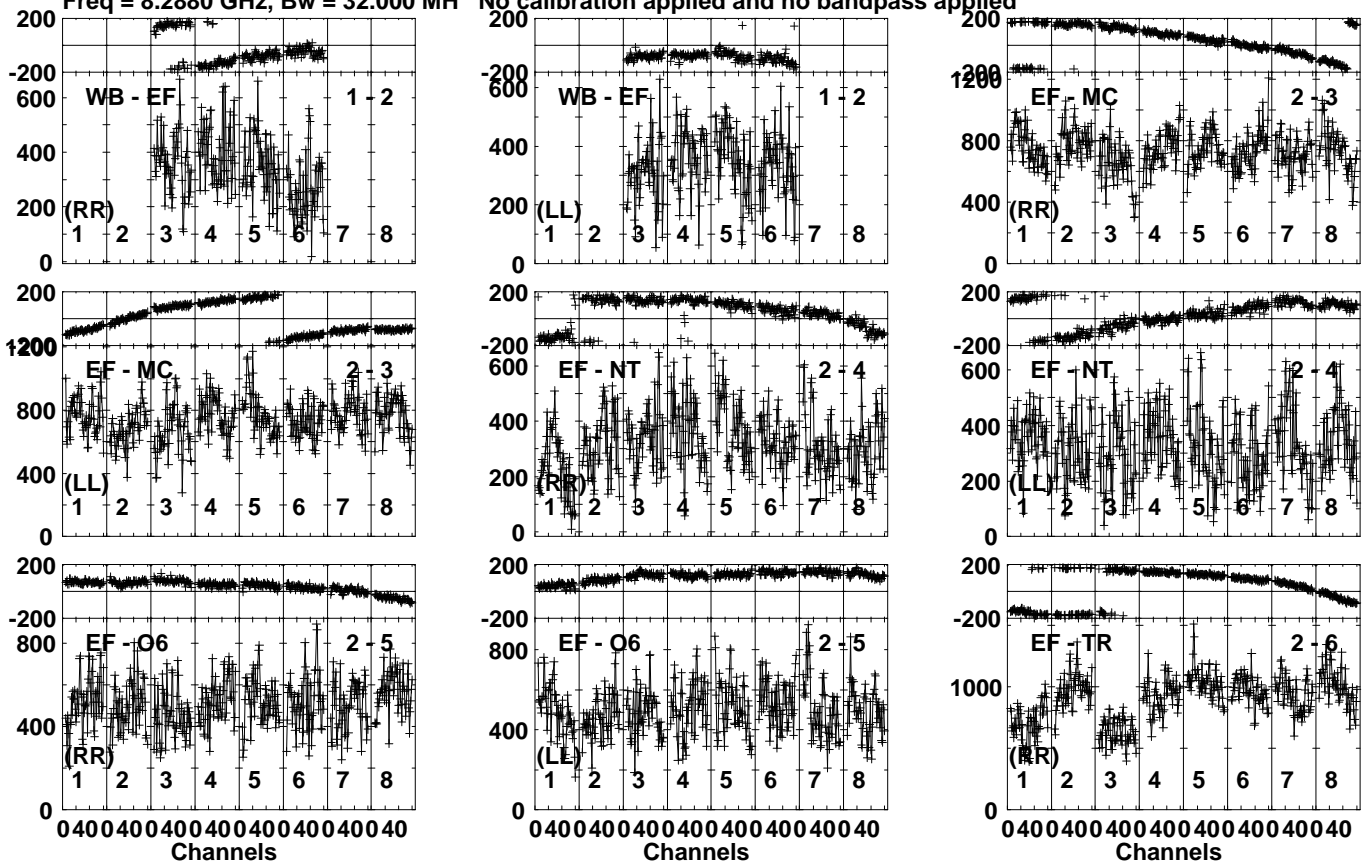 Freq = 8.2880 GHz, Bw = 32.000 MH No calibration applied and no bandpass applied
200 200 200
-200 -200 -200
600 WB - EF 1 - 2 600 WB - EF 1 - 2 1200 EF - MC 2 - 3
400 400 800
200 200 400
(RR) (LL) (RR)
1 2 3 4 5 6 7 8 1 2 3 4 5 6 7 8 1 2 3 4 5 6 7 8
0 0 0
200 200 200
-200 -200 -200
1200 EF - MC 2 - 3 600 EF - NT 2 - 4 600 EF - NT 2 - 4
800 400 400
400 200 200
(LL) (RR) (LL)
1 2 3 4 5 6 7 8 1 2 3 4 5 6 7 8 1 2 3 4 5 6 7 8
0 0 0
200 200 200
-200 -200 -200
800 EF - O6 2 - 5 800 EF - O6 2 - 5 EF - TR 2 - 6
1000
400 400
(RR) (LL) (RR)
1 2 3 4 5 6 7 8 1 2 3 4 5 6 7 8 1 2 3 4 5 6 7 8
0 0 0
0 40 0 40 0 40 0 40 0 40 0 40 0 40 0 40 0 40 0 40 0 40 0 40 0 40 0 40 0 40 0 40 0 40 0 40 0 40 0 40 0 40 0 40 0 40 0 40
Channels Channels Channels